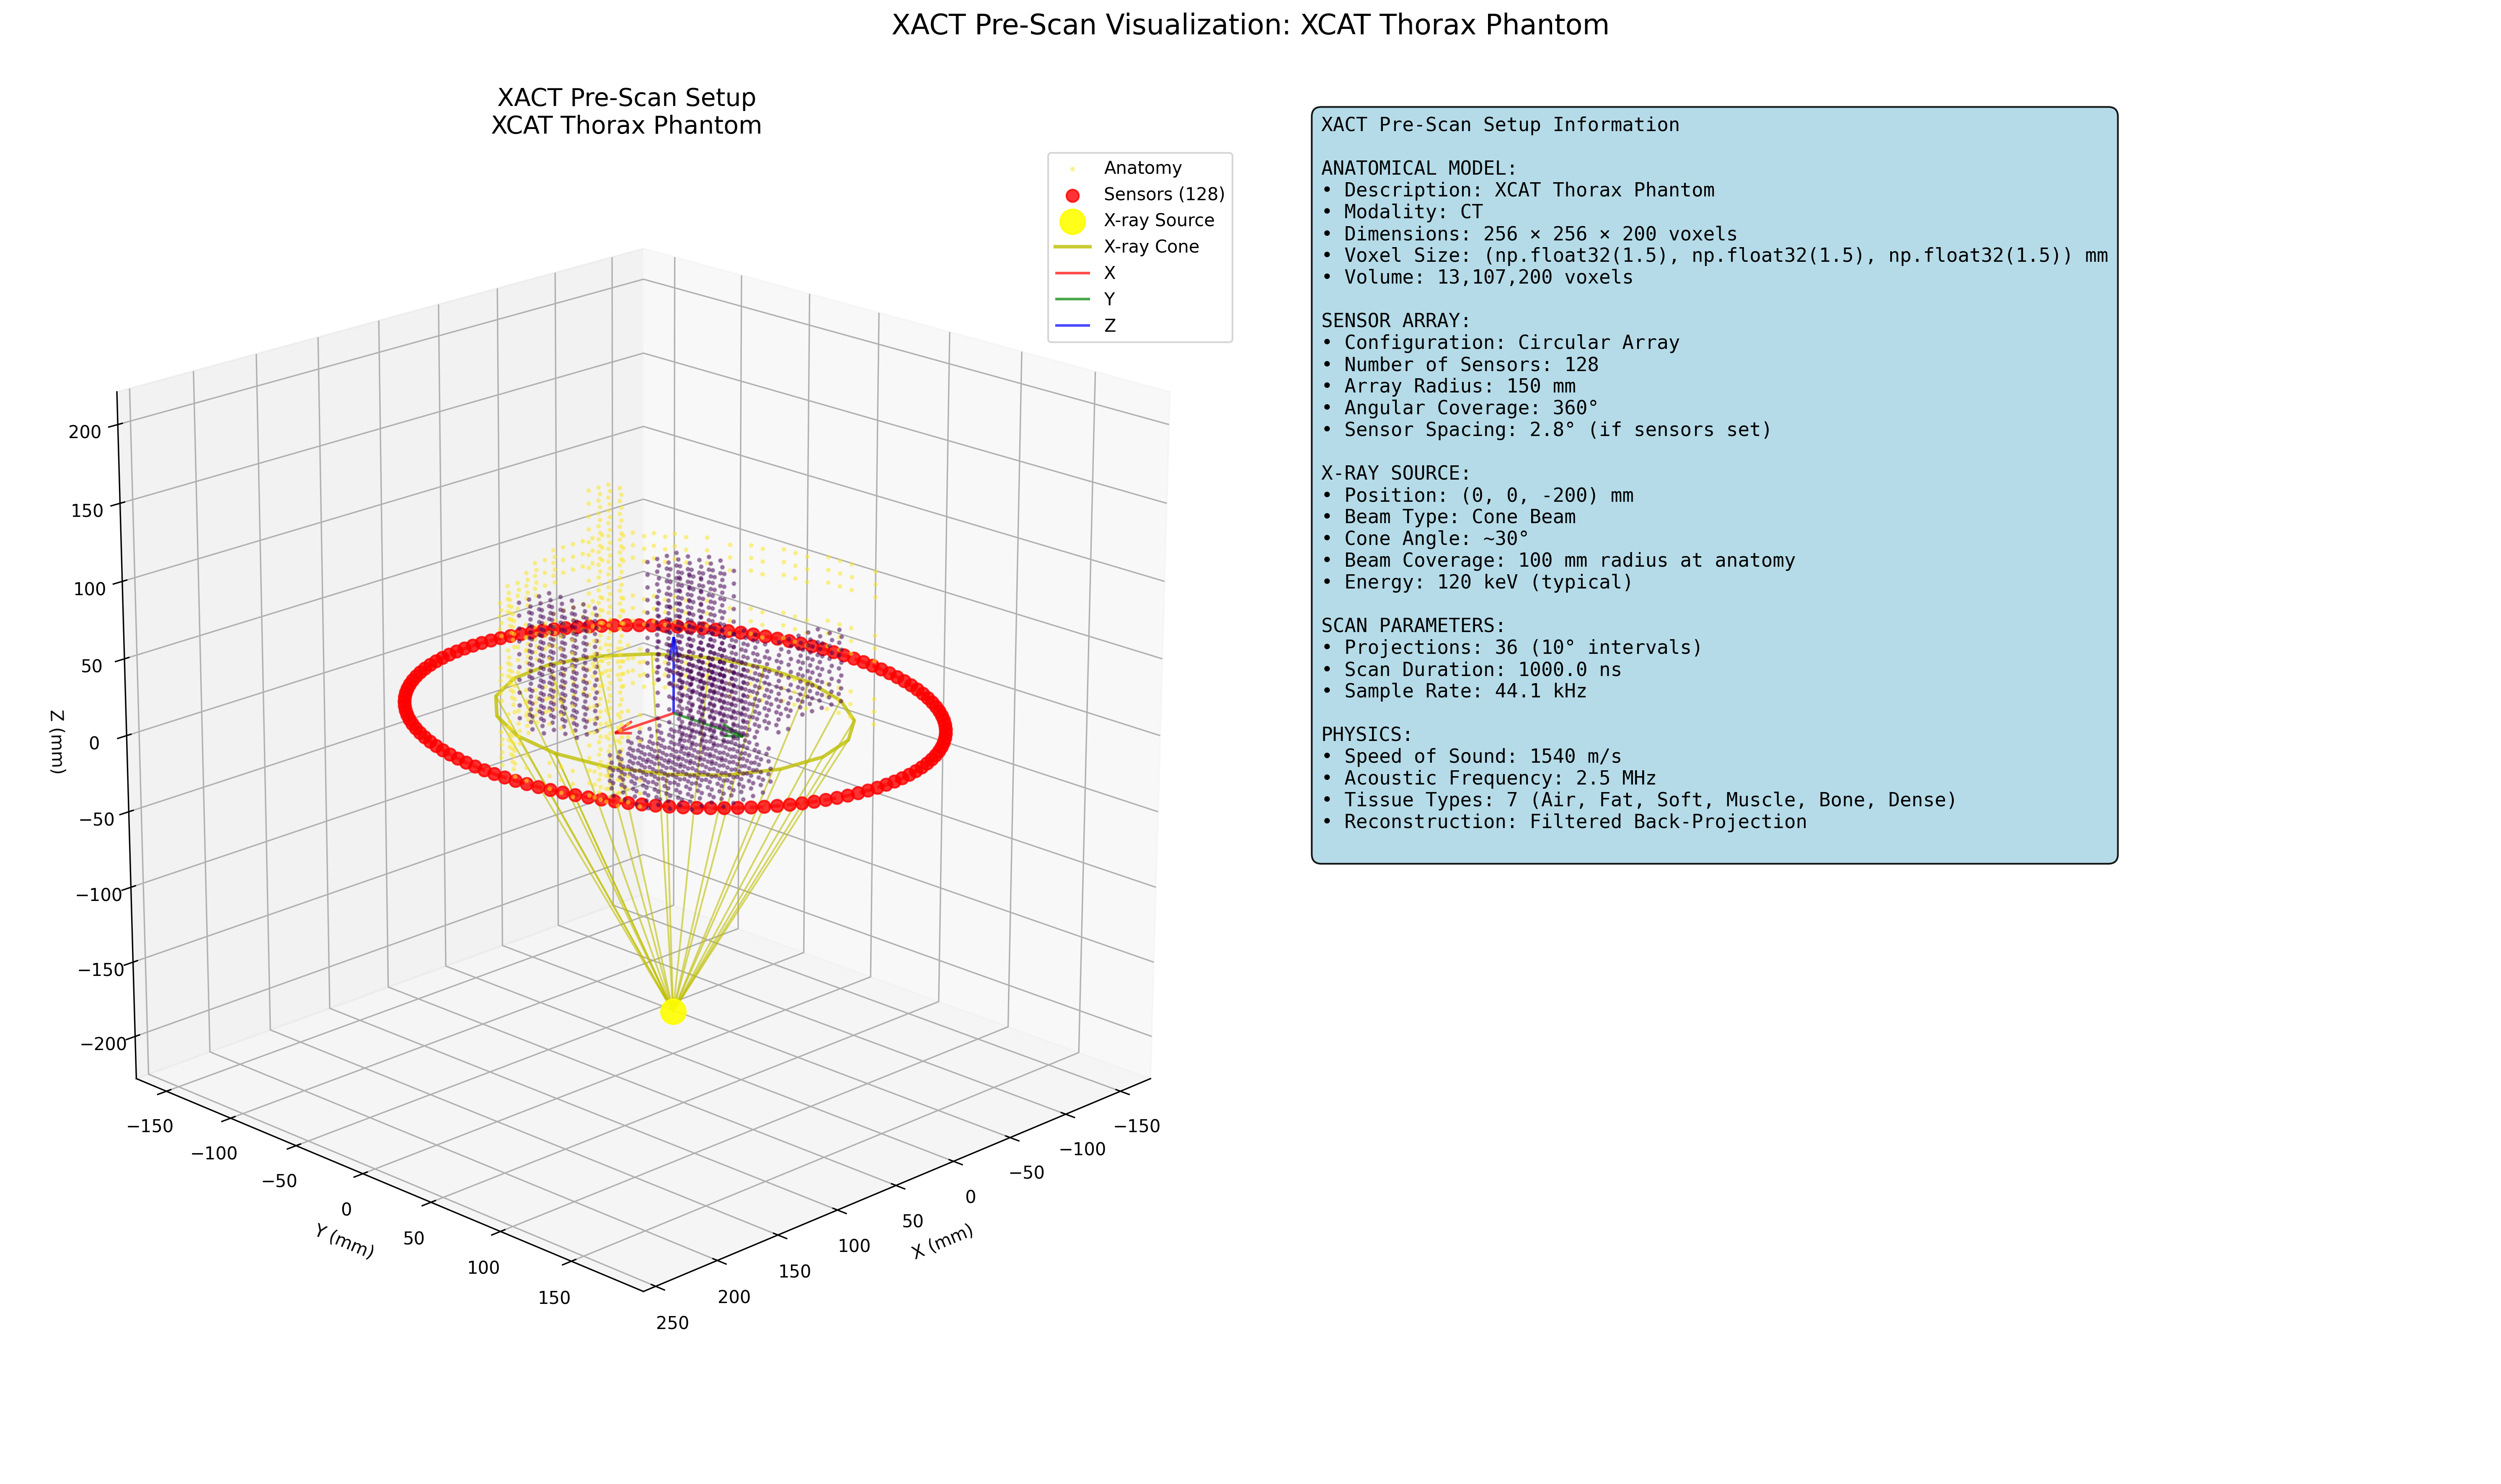 XACT Pre-Scan Visualization: XCAT Thorax Phantom
XACT Pre-Scan Setup
XCAT Thorax Phantom
Anatomy
Sensors (128)
X-ray Source
X-ray Cone
X
Y
Z
200
150
100
50
0
−50
−100
−150
−200
Z (mm)
−150
−100
−50
0
50
100
150
Y (mm)
−150
−100
−50
0
50
100
150
200
250
X (mm)
XACT Pre-Scan Setup Information
ANATOMICAL MODEL:
• Description: XCAT Thorax Phantom
• Modality: CT
• Dimensions: 256 × 256 × 200 voxels
• Voxel Size: (np.float32(1.5), np.float32(1.5), np.float32(1.5)) mm
• Volume: 13,107,200 voxels
SENSOR ARRAY:
• Configuration: Circular Array
• Number of Sensors: 128
• Array Radius: 150 mm
• Angular Coverage: 360°
• Sensor Spacing: 2.8° (if sensors set)
X-RAY SOURCE:
• Position: (0, 0, -200) mm
• Beam Type: Cone Beam
• Cone Angle: ~30°
• Beam Coverage: 100 mm radius at anatomy
• Energy: 120 keV (typical)
SCAN PARAMETERS:
• Projections: 36 (10° intervals)
• Scan Duration: 1000.0 ns
• Sample Rate: 44.1 kHz
PHYSICS:
• Speed of Sound: 1540 m/s
• Acoustic Frequency: 2.5 MHz
• Tissue Types: 7 (Air, Fat, Soft, Muscle, Bone, Dense)
• Reconstruction: Filtered Back-Projection